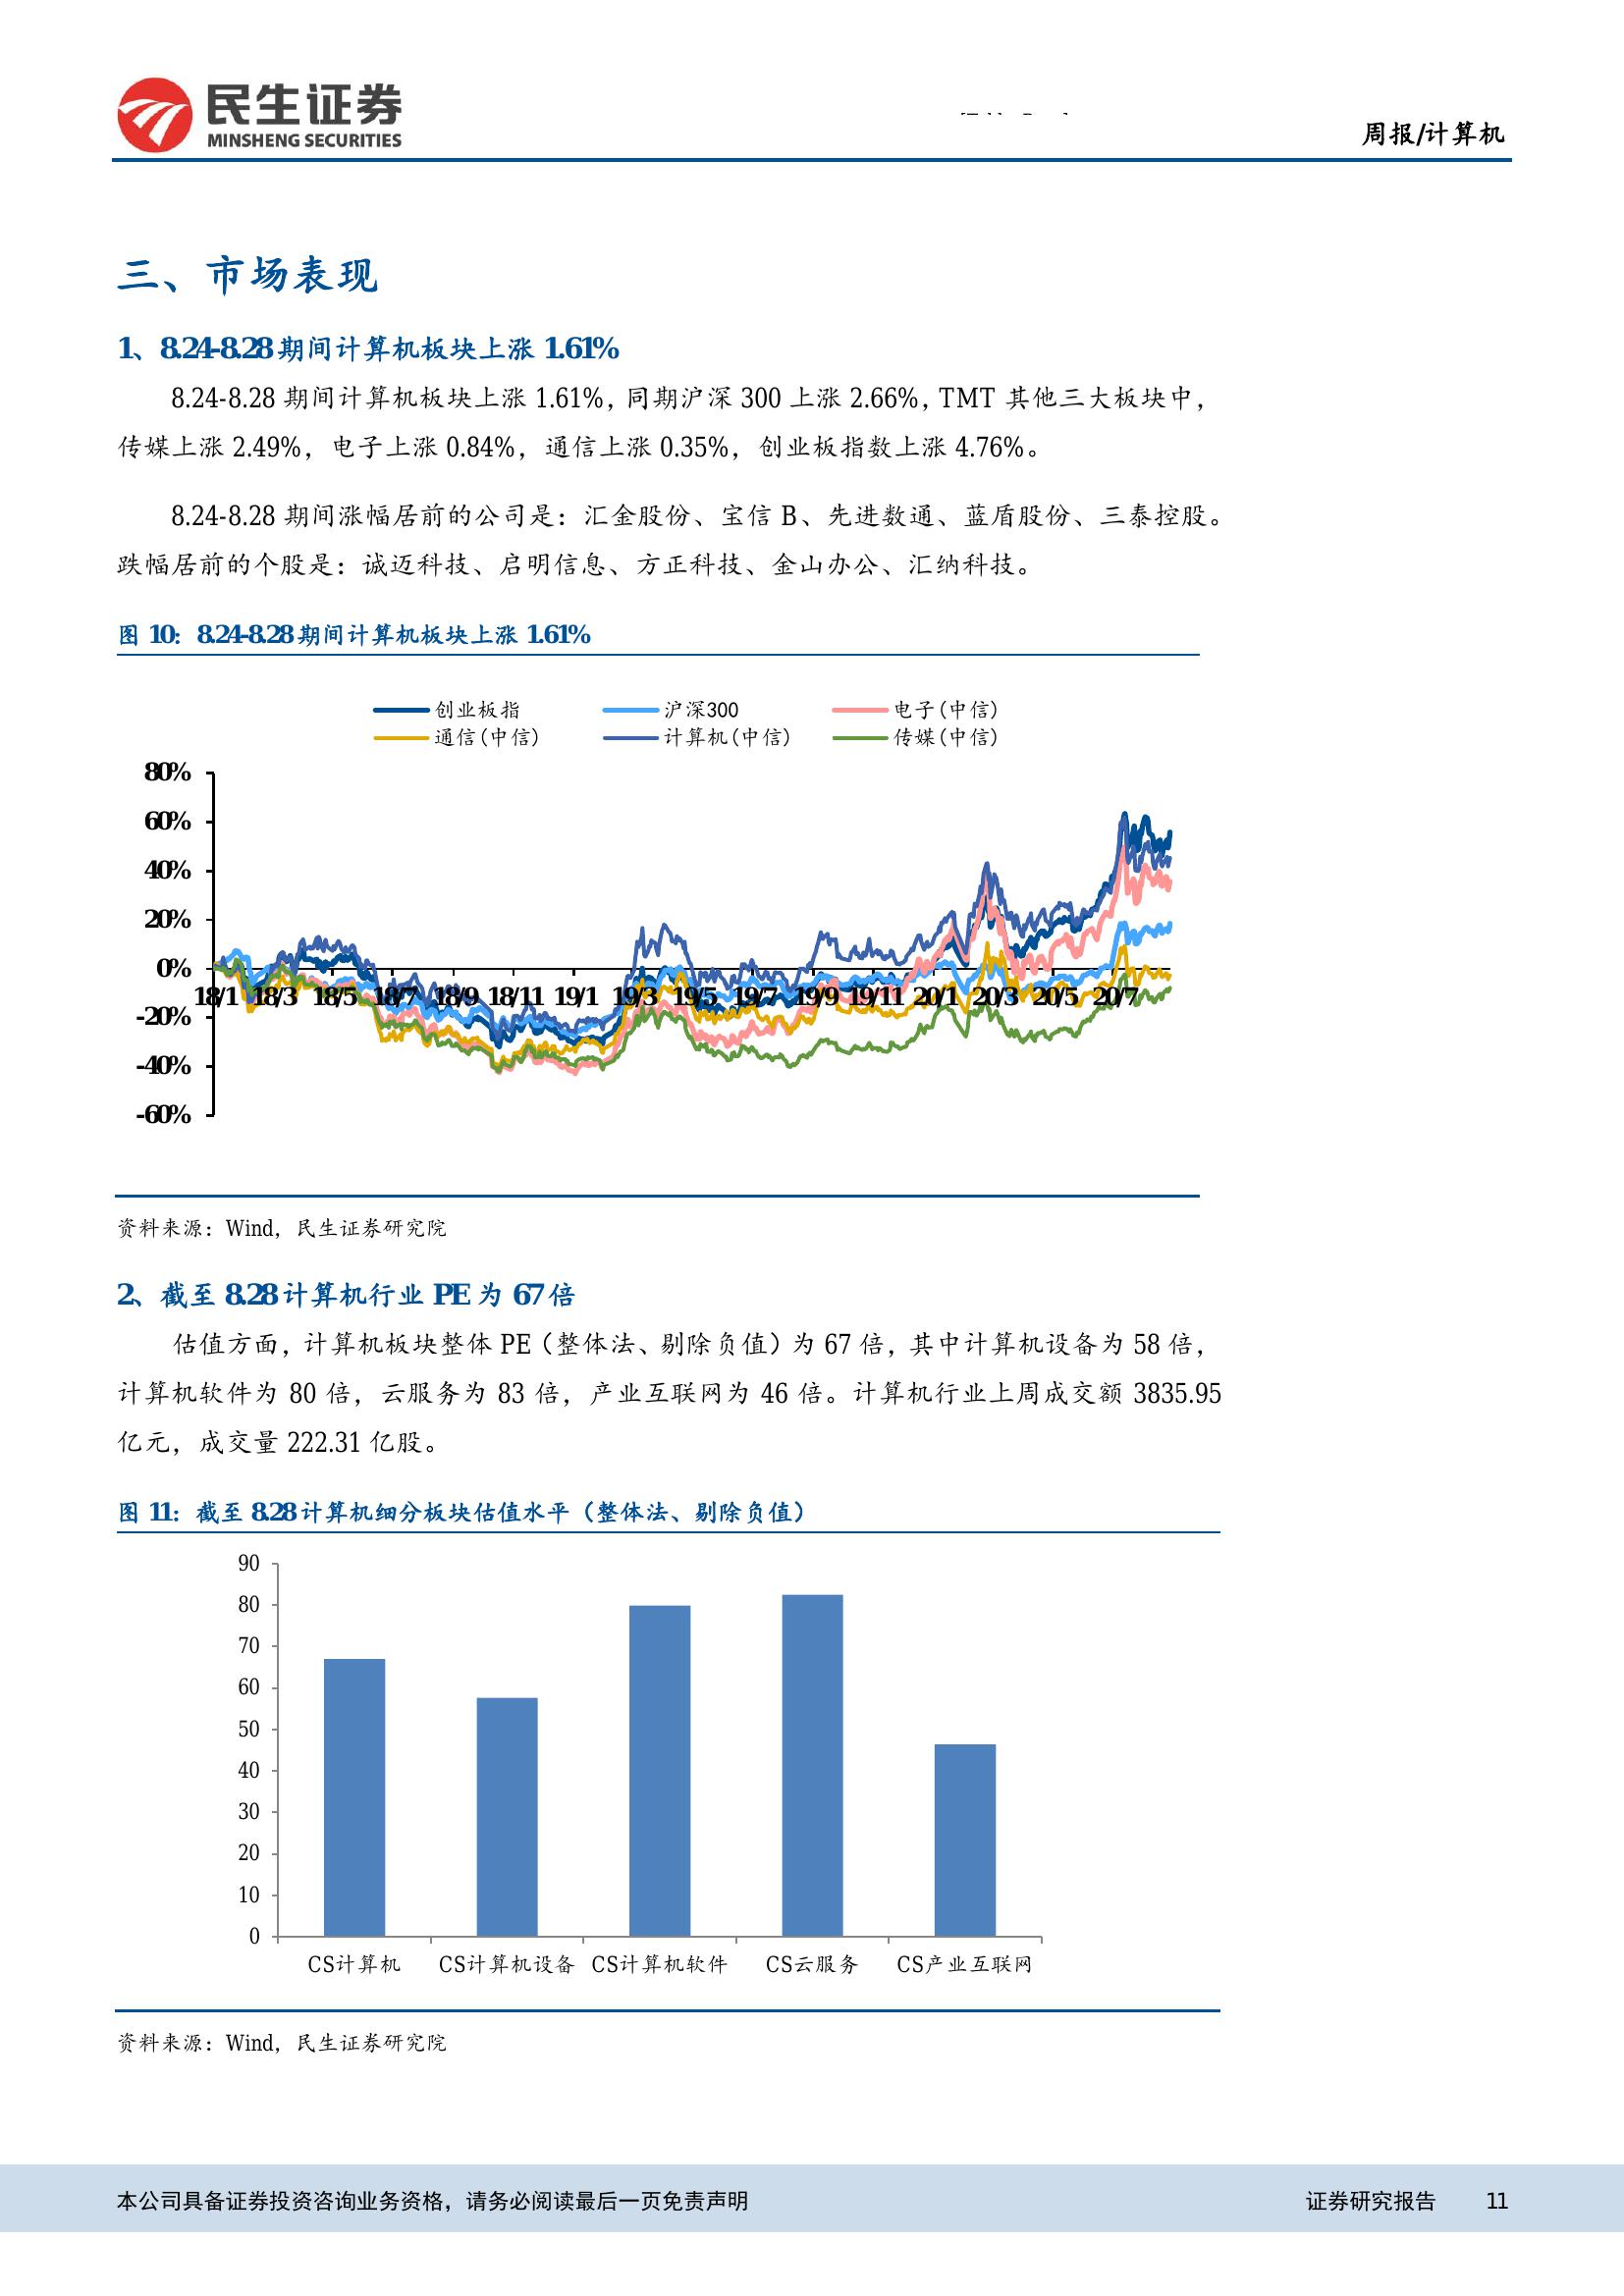 民生证券
MINSHENG SECURITIES
周报/计算机
三、市场表现
1、8.24-8.28期间计算机板块上涨 1.61%
8.24-8.28 期间计算机板块上涨 1.61%，同期沪深 300 上涨 2.66%，TMT 其他三大板块中，
传媒上涨 2.49%，电子上涨 0.84%，通信上涨 0.35%，创业板指数上涨 4.76%。
8.24-8.28 期间涨幅居前的公司是：汇金股份、宝信 B、先进数通、蓝盾股份、三泰控股。
跌幅居前的个股是：诚迈科技、启明信息、方正科技、金山办公、汇纳科技。
图 10：8.24-8.28期间计算机板块上涨 1.61%
创业板指 沪深300 电子(中信)
通信(中信) 计算机(中信) 传媒(中信)
80%
60%
40%
20%
0%
18/1 18/3 18/5 18/7 18/9 18/11 19/1 19/3 19/5 19/7 19/9 19/11 20/1 20/3 20/5 20/7
-20%
-40%
-60%
资料来源：Wind，民生证券研究院
2、截至 8.28计算机行业 PE 为 67倍
估值方面，计算机板块整体 PE（整体法、剔除负值）为 67 倍，其中计算机设备为 58 倍，
计算机软件为 80 倍，云服务为 83 倍，产业互联网为 46 倍。计算机行业上周成交额 3835.95
亿元，成交量 222.31 亿股。
图 11：截至 8.28计算机细分板块估值水平（整体法、剔除负值）
90
80
70
60
50
40
30
20
10
0
CS计算机 CS计算机设备 CS计算机软件 CS云服务 CS产业互联网
资料来源：Wind，民生证券研究院
本公司具备证券投资咨询业务资格，请务必阅读最后一页免责声明 证券研究报告 11